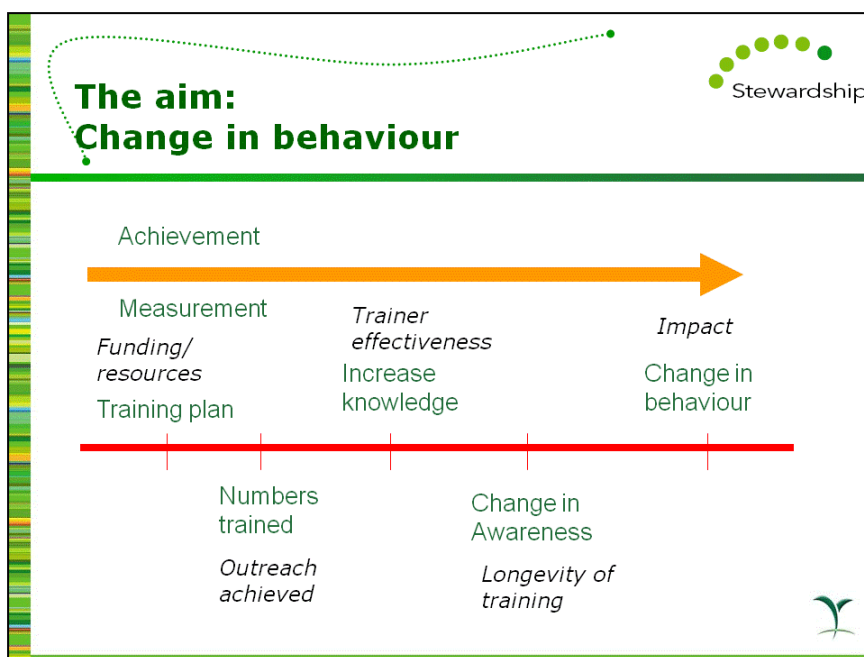 Stewardship
The aim:
Change in behaviour
Achievement
Measurement
Funding/
resources
Training plan
Trainer
effectiveness
Increase
knowledge
Impact
Change in
behaviour
Numbers
trained
Outreach
achieved
Change in
Awareness
Longevity of
training